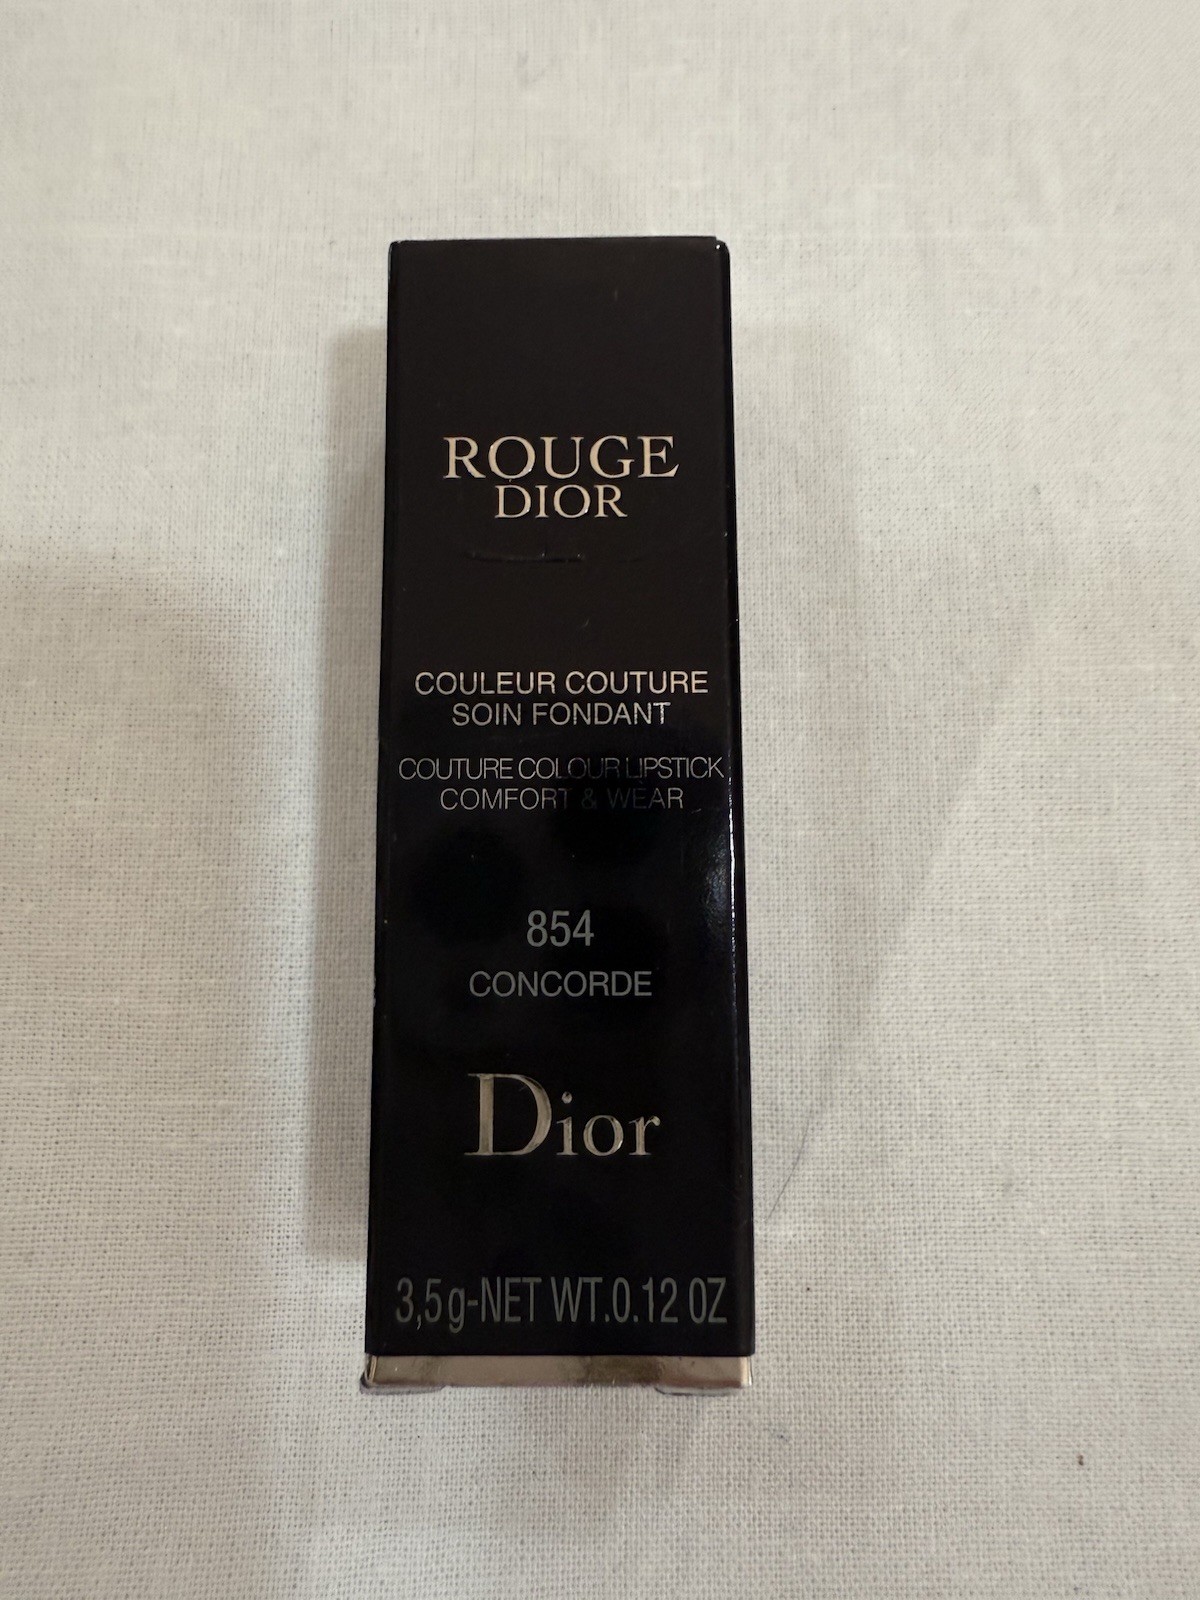 ROUGE
DIOR
COULEUR COUTURE
SOIN FONDANT
COUTURE COLOUR LIPSTICK
COMFORT & WEAR
854
CONCORDE
Dior
3,5g-NET WT.0.12 OZ